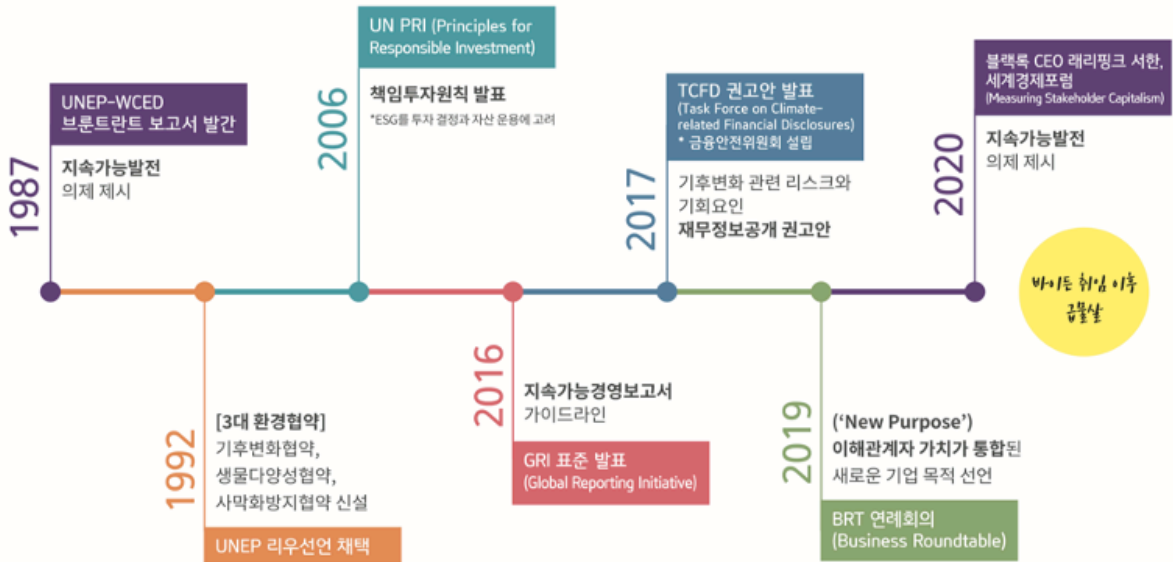 1987
UNEP-WCED
브룬트란트 보고서 발간
지속가능발전
의제 제시
1992
[3대 환경협약]
기후변화협약,
생물다양성협약,
사막화방지협약 신설
UNEP 리우선언 채택
2006
UN PRI (Principles for
Responsible Investment)
책임투자원칙 발표
*ESG를 투자 결정과 자산 운용에 고려
2016
지속가능경영보고서
가이드라인
GRI 표준 발표
(Global Reporting Initiative)
2017
TCFD 권고안 발표
(Task Force on Climate-
related Financial Disclosures)
* 금융안전위원회 설립
기후변화 관련 리스크와
기회요인
재무정보공개 권고안
2019
(‘New Purpose’)
이해관계자 가치가 통합된
새로운 기업 목적 선언
BRT 연례회의
(Business Roundtable)
2020
블랙록 CEO 래리핑크 서한,
세계경제포럼
(Measuring Stakeholder Capitalism)
지속가능발전
의제 제시
바이든 취임 이후
급물살